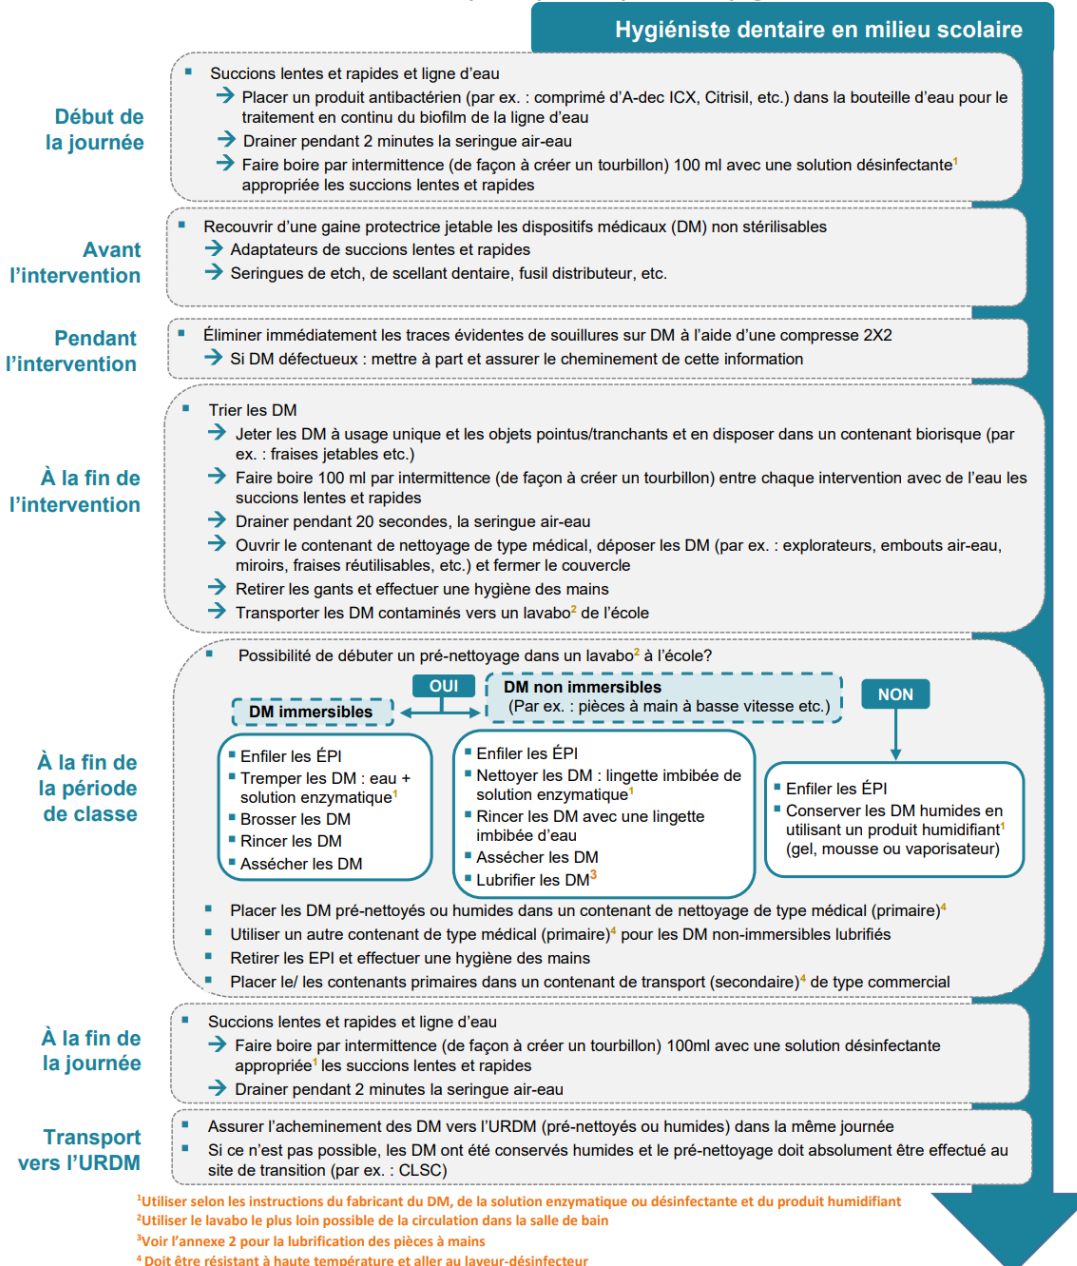 Hygiéniste dentaire en milieu scolaire
Début de
la journée
▪ Succions lentes et rapides et ligne d'eau
→ Placer un produit antibactérien (par ex. : comprimé d'A-dec ICX, Citrisil, etc.) dans la bouteille d'eau pour le
traitement en continu du biofilm de la ligne d'eau
→ Drainer pendant 2 minutes la seringue air-eau
→ Faire boire par intermittence (de façon à créer un tourbillon) 100 ml avec une solution désinfectante¹
appropriée les succions lentes et rapides
Avant
l'intervention
▪ Recouvrir d'une gaine protectrice jetable les dispositifs médicaux (DM) non stérilisables
→ Adaptateurs de succions lentes et rapides
→ Seringues de etch, de scellant dentaire, fusil distributeur, etc.
Pendant
l'intervention
▪ Éliminer immédiatement les traces évidentes de souillures sur DM à l'aide d'une compresse 2X2
→ Si DM défectueux : mettre à part et assurer le cheminement de cette information
À la fin de
l'intervention
▪ Trier les DM
→ Jeter les DM à usage unique et les objets pointus/tranchants et en disposer dans un contenant biorisque (par
ex. : fraises jetables etc.)
→ Faire boire 100 ml par intermittence (de façon à créer un tourbillon) entre chaque intervention avec de l'eau les
succions lentes et rapides
→ Drainer pendant 20 secondes, la seringue air-eau
→ Ouvrir le contenant de nettoyage de type médical, déposer les DM (par ex. : explorateurs, embouts air-eau,
miroirs, fraises réutilisables, etc.) et fermer le couvercle
→ Retirer les gants et effectuer une hygiène des mains
→ Transporter les DM contaminés vers un lavabo² de l'école
À la fin de
la période
de classe
▪ Possibilité de débuter un pré-nettoyage dans un lavabo² à l'école?
OUI
DM immersibles
▪ Enfiler les ÉPI
▪ Tremper les DM : eau +
solution enzymatique¹
▪ Brosser les DM
▪ Rincer les DM
▪ Assécher les DM
DM non immersibles
(Par ex. : pièces à main à basse vitesse etc.)
▪ Enfiler les ÉPI
▪ Nettoyer les DM : lingette imbibée de
solution enzymatique¹
▪ Rincer les DM avec une lingette
imbibée d'eau
▪ Assécher les DM
▪ Lubrifier les DM³
NON
▪ Enfiler les ÉPI
▪ Conserver les DM humides en
utilisant un produit humidifiant¹
(gel, mousse ou vaporisateur)
▪ Placer les DM pré-nettoyés ou humides dans un contenant de nettoyage de type médical (primaire)⁴
▪ Utiliser un autre contenant de type médical (primaire)⁴ pour les DM non-immersibles lubrifiés
▪ Retirer les EPI et effectuer une hygiène des mains
▪ Placer le/ les contenants primaires dans un contenant de transport (secondaire)⁴ de type commercial
À la fin de
la journée
▪ Succions lentes et rapides et ligne d'eau
→ Faire boire par intermittence (de façon à créer un tourbillon) 100ml avec une solution désinfectante
appropriée¹ les succions lentes et rapides
→ Drainer pendant 2 minutes la seringue air-eau
Transport
vers l'URDM
▪ Assurer l'acheminement des DM vers l'URDM (pré-nettoyés ou humides) dans la même journée
▪ Si ce n'est pas possible, les DM ont été conservés humides et le pré-nettoyage doit absolument être effectué au
site de transition (par ex. : CLSC)
¹Utiliser selon les instructions du fabricant du DM, de la solution enzymatique ou désinfectante et du produit humidifiant
²Utiliser le lavabo le plus loin possible de la circulation dans la salle de bain
³Voir l'annexe 2 pour la lubrification des pièces à mains
⁴ Doit être résistant à haute température et aller au laveur-désinfecteur